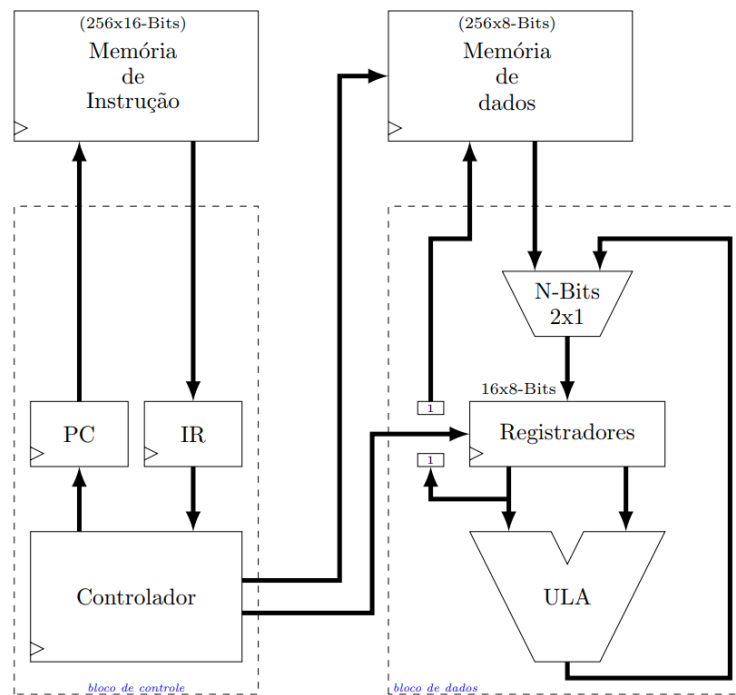 (256x16-Bits)
Memória
de
Instrução
(256x8-Bits)
Memória
de
dados
N-Bits
2x1
16x8-Bits
1
PC
IR
Registradores
1
Controlador
ULA
bloco de controle
bloco de dados